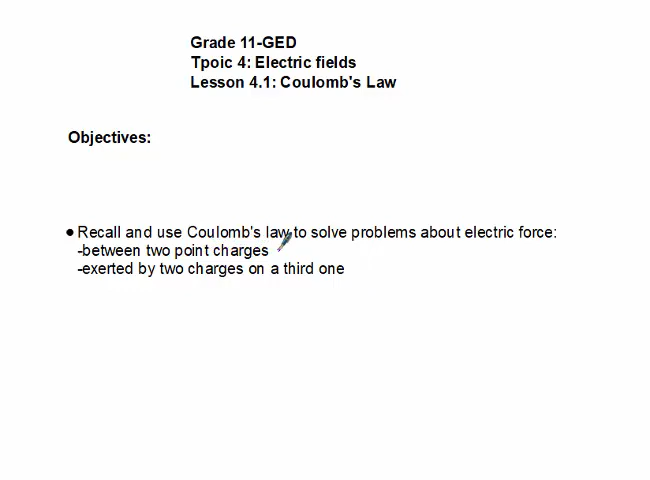 Grade 11-GED
Tpoic 4: Electric fields
Lesson 4.1: Coulomb's Law
Objectives:
• Recall and use Coulomb's law to solve problems about electric force:
-between two point charges
-exerted by two charges on a third one